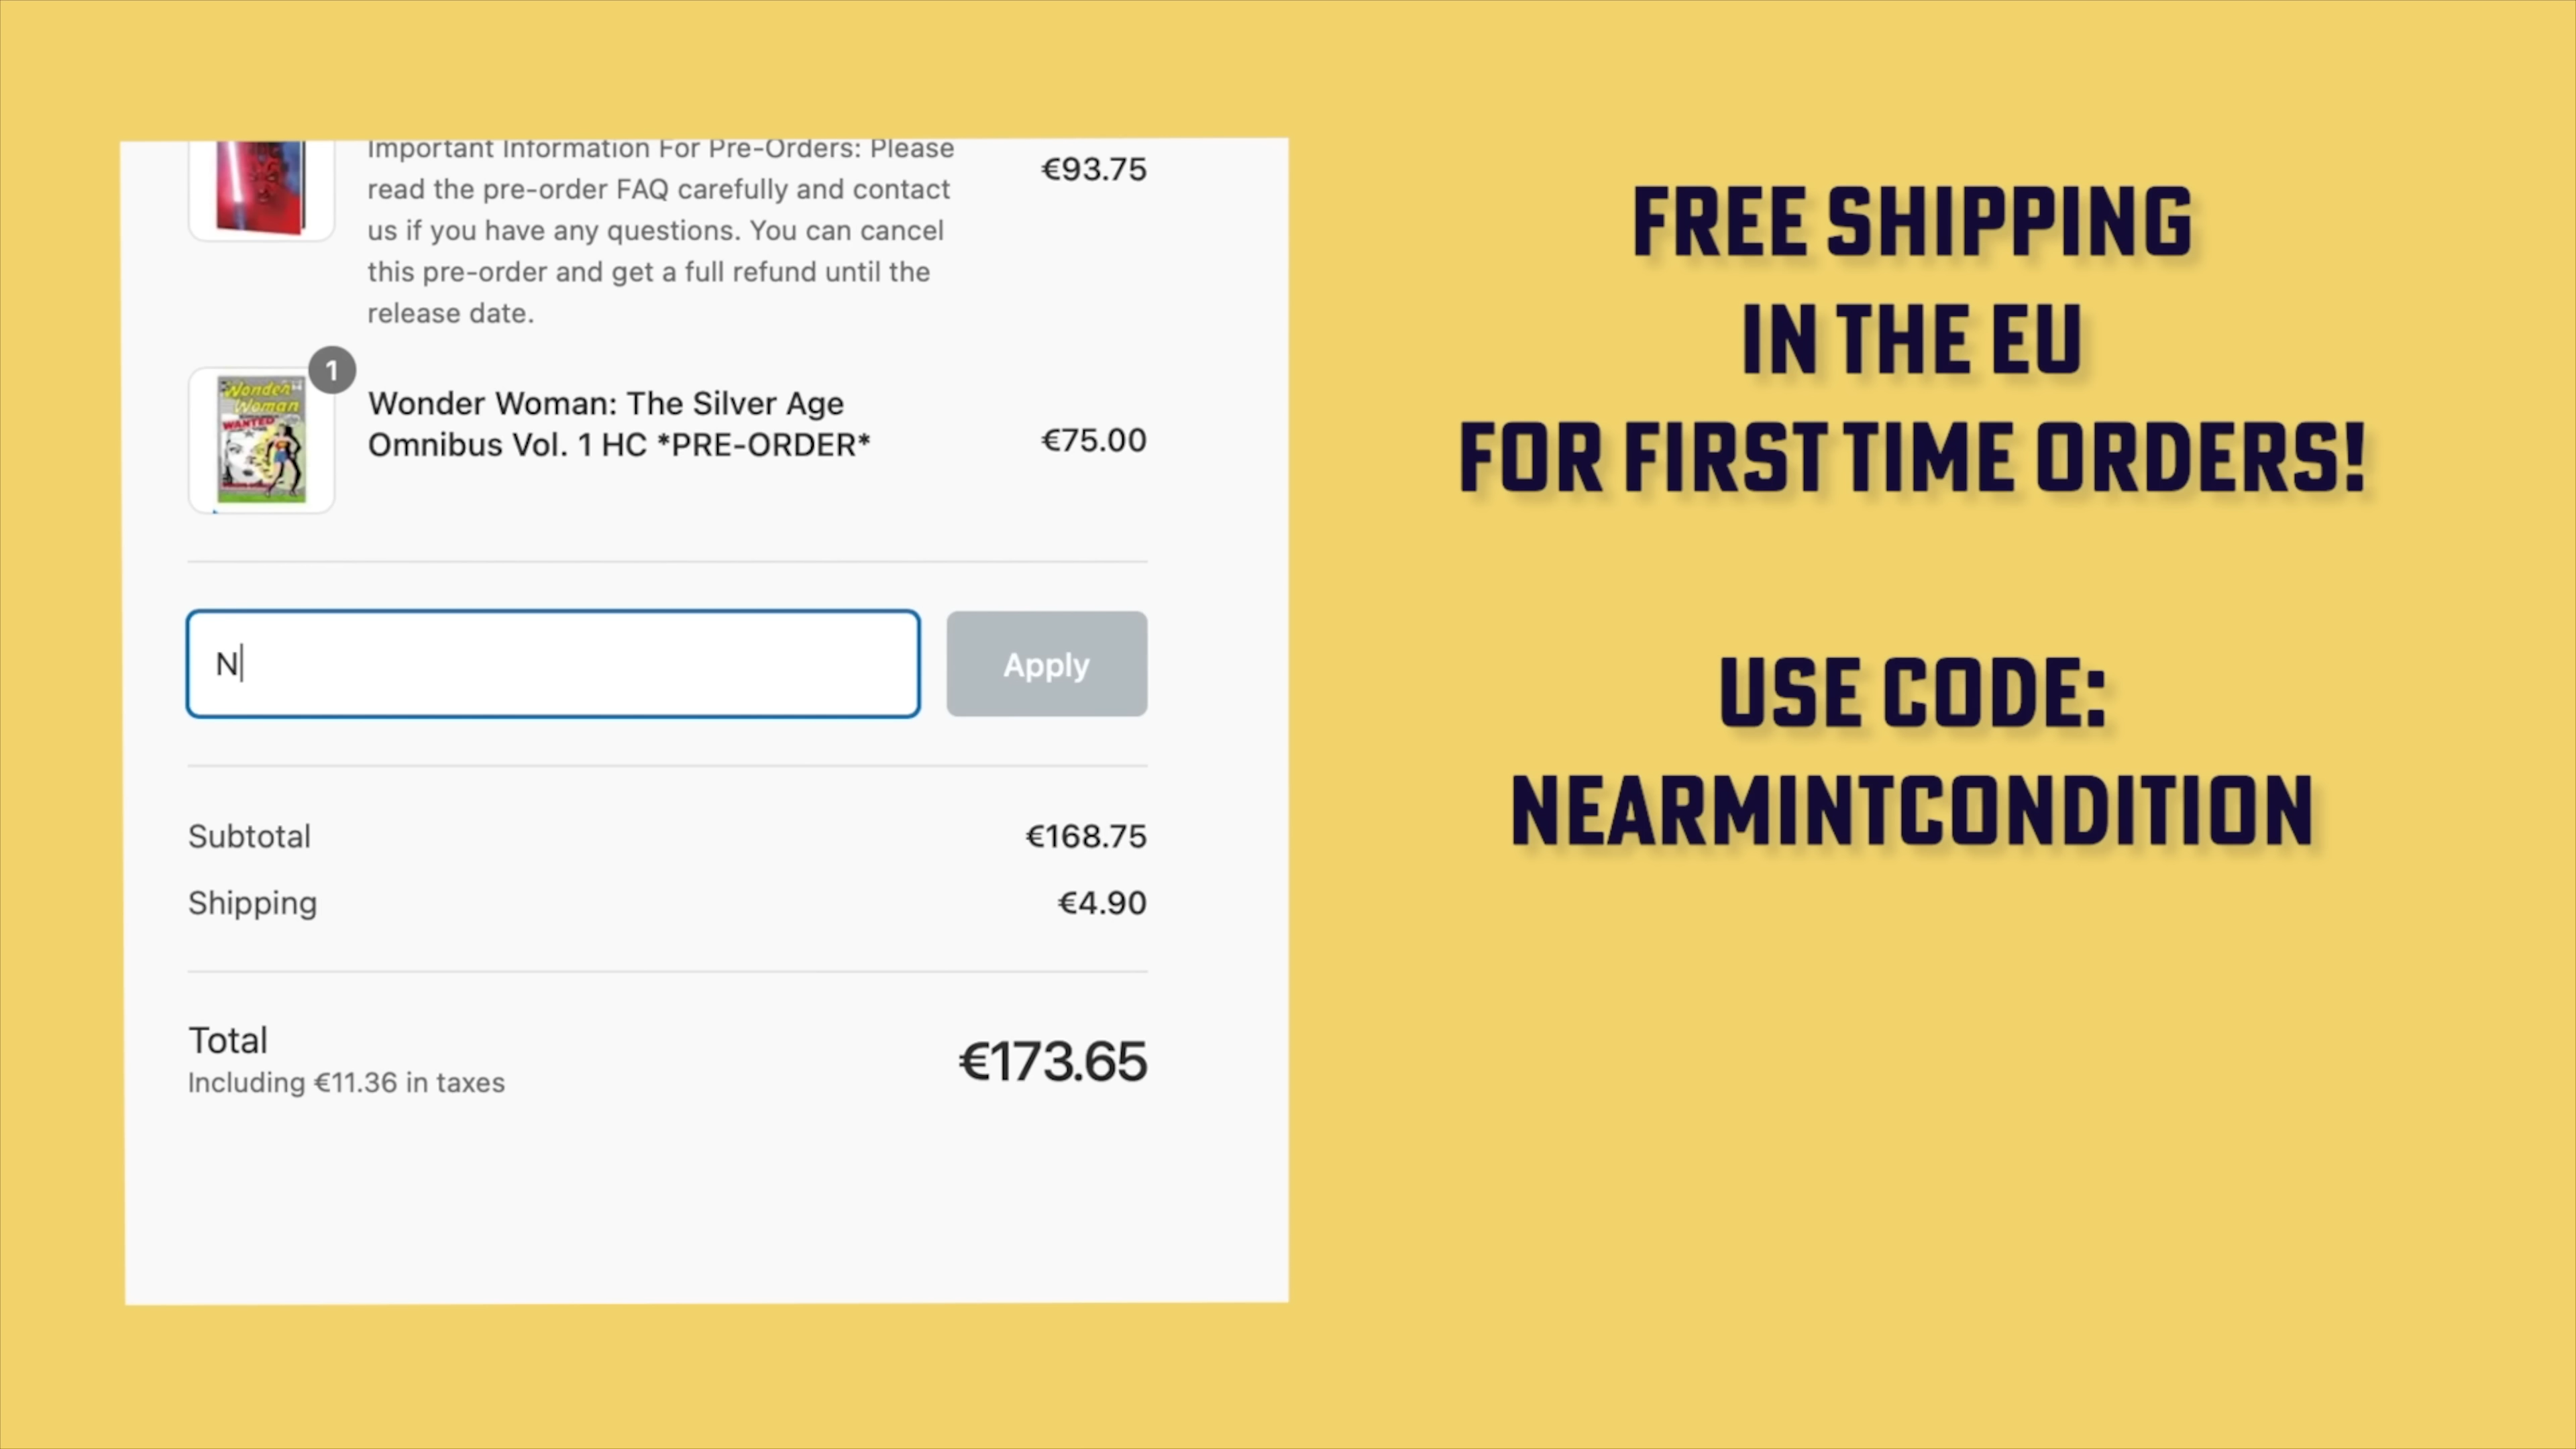 Important Information For Pre-Orders: Please
read the pre-order FAQ carefully and contact
us if you have any questions. You can cancel
this pre-order and get a full refund until the
release date.
€93.75
1
Wonder Woman
WANTED
Wonder Woman: The Silver Age
Omnibus Vol. 1 HC *PRE-ORDER*
€75.00
N
Apply
Subtotal
€168.75
Shipping
€4.90
Total
Including €11.36 in taxes
€173.65
FREE SHIPPING
IN THE EU
FOR FIRST TIME ORDERS!
USE CODE:
NEARMINTCONDITION